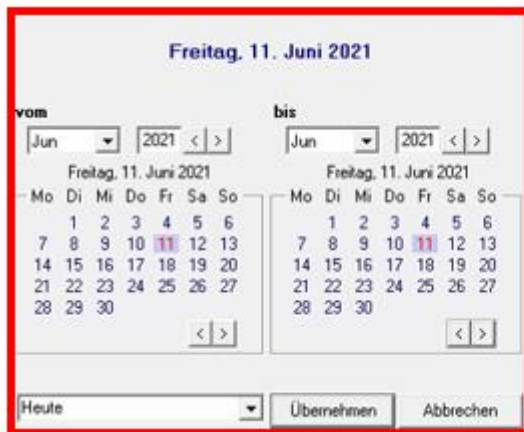 Freitag, 11. Juni 2021
vom bis
Jun 2021 < > Jun 2021 < >
Freitag, 11. Juni 2021 Freitag, 11. Juni 2021
Mo Di Mi Do Fr Sa So Mo Di Mi Do Fr Sa So
1 2 3 4 5 6 1 2 3 4 5 6
7 8 9 10 11 12 13 7 8 9 10 11 12 13
14 15 16 17 18 19 20 14 15 16 17 18 19 20
21 22 23 24 25 26 27 21 22 23 24 25 26 27
28 29 30 28 29 30
< > < >
Heute Übernehmen Abbrechen